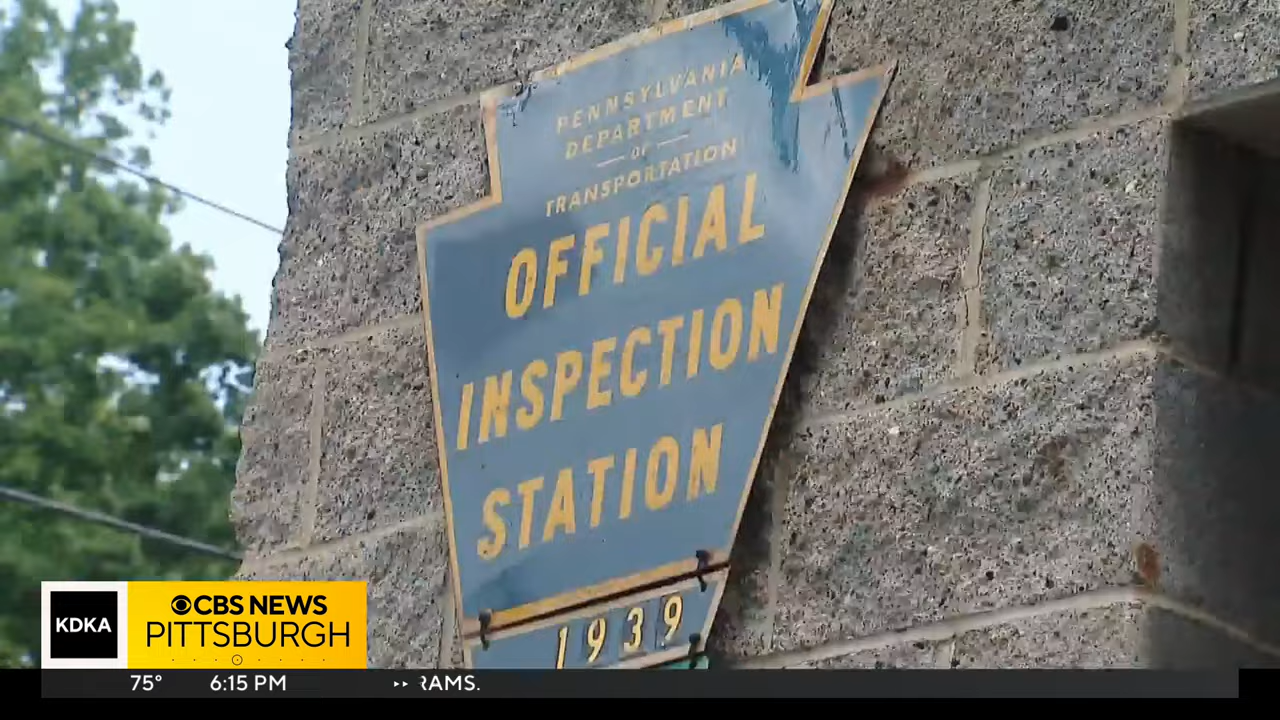 PENNSYLVANIA
DEPARTMENT
OF
TRANSPORTATION
OFFICIAL
INSPECTION
STATION
1939
KDKA
CBS NEWS
PITTSBURGH
75° 6:15 PM RAMS.